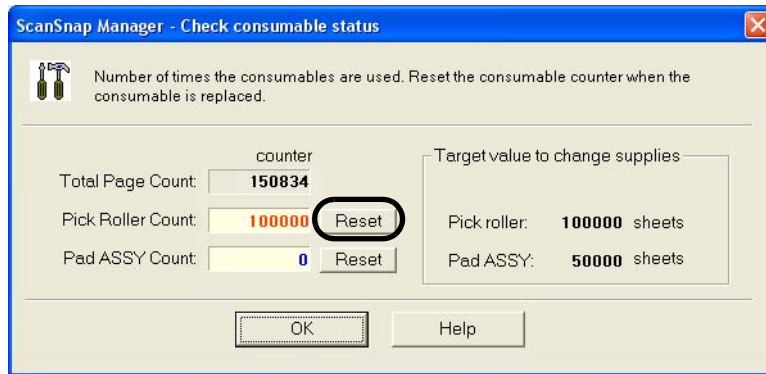 ScanSnap Manager - Check consumable status
Number of times the consumables are used. Reset the consumable counter when the
consumable is replaced.
counter
Total Page Count: 150834
Pick Roller Count: 100000 Reset
Pad ASSY Count: 0 Reset
Target value to change supplies
Pick roller: 100000 sheets
Pad ASSY: 50000 sheets
OK Help